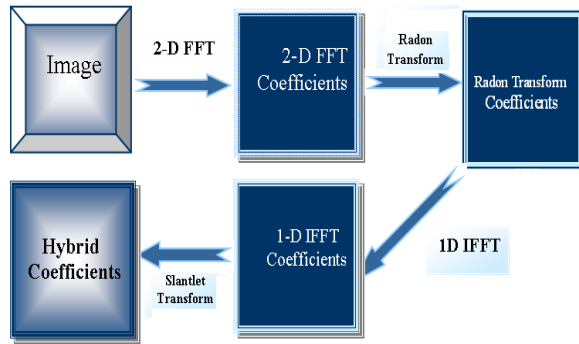 Image
2-D FFT
2-D FFT
Coefficients
Radon
Transform
Radon Transform
Coefficients
1D IFFT
1-D IFFT
Coefficients
Slantlet
Transform
Hybrid
Coefficients